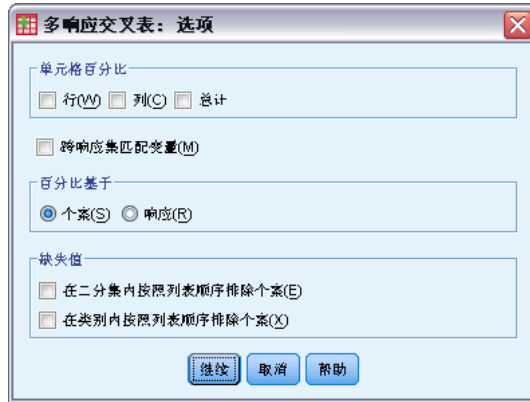 多响应交叉表：选项
单元格百分比
行(W) 列(C) 总计
跨响应集匹配变量(M)
百分比基于
个案(S) 响应(R)
缺失值
在二分集内按照列表顺序排除个案(E)
在类别内按照列表顺序排除个案(X)
继续 取消 帮助